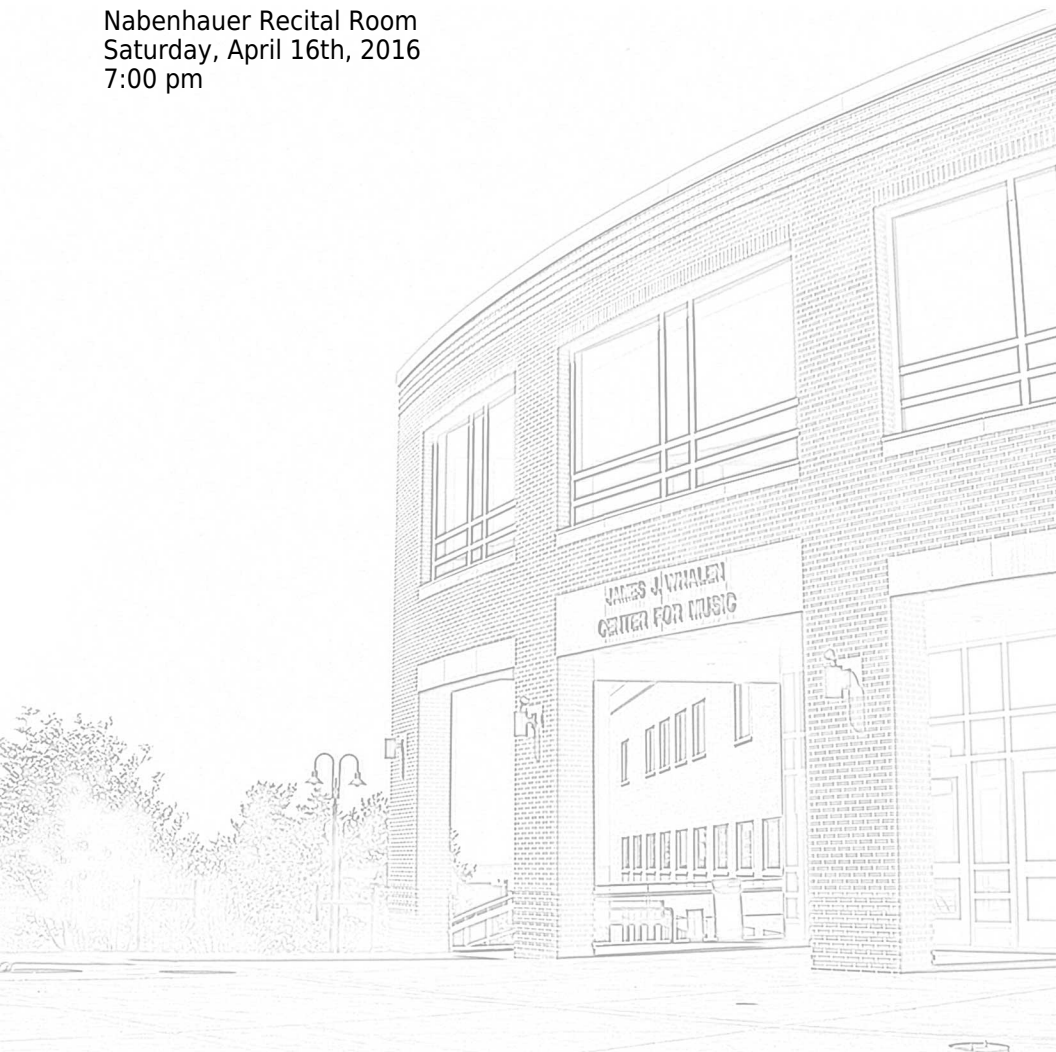 Nabenhauer Recital Room
Saturday, April 16th, 2016
7:00 pm
JAMES J. WHALEN
CENTER FOR MUSIC